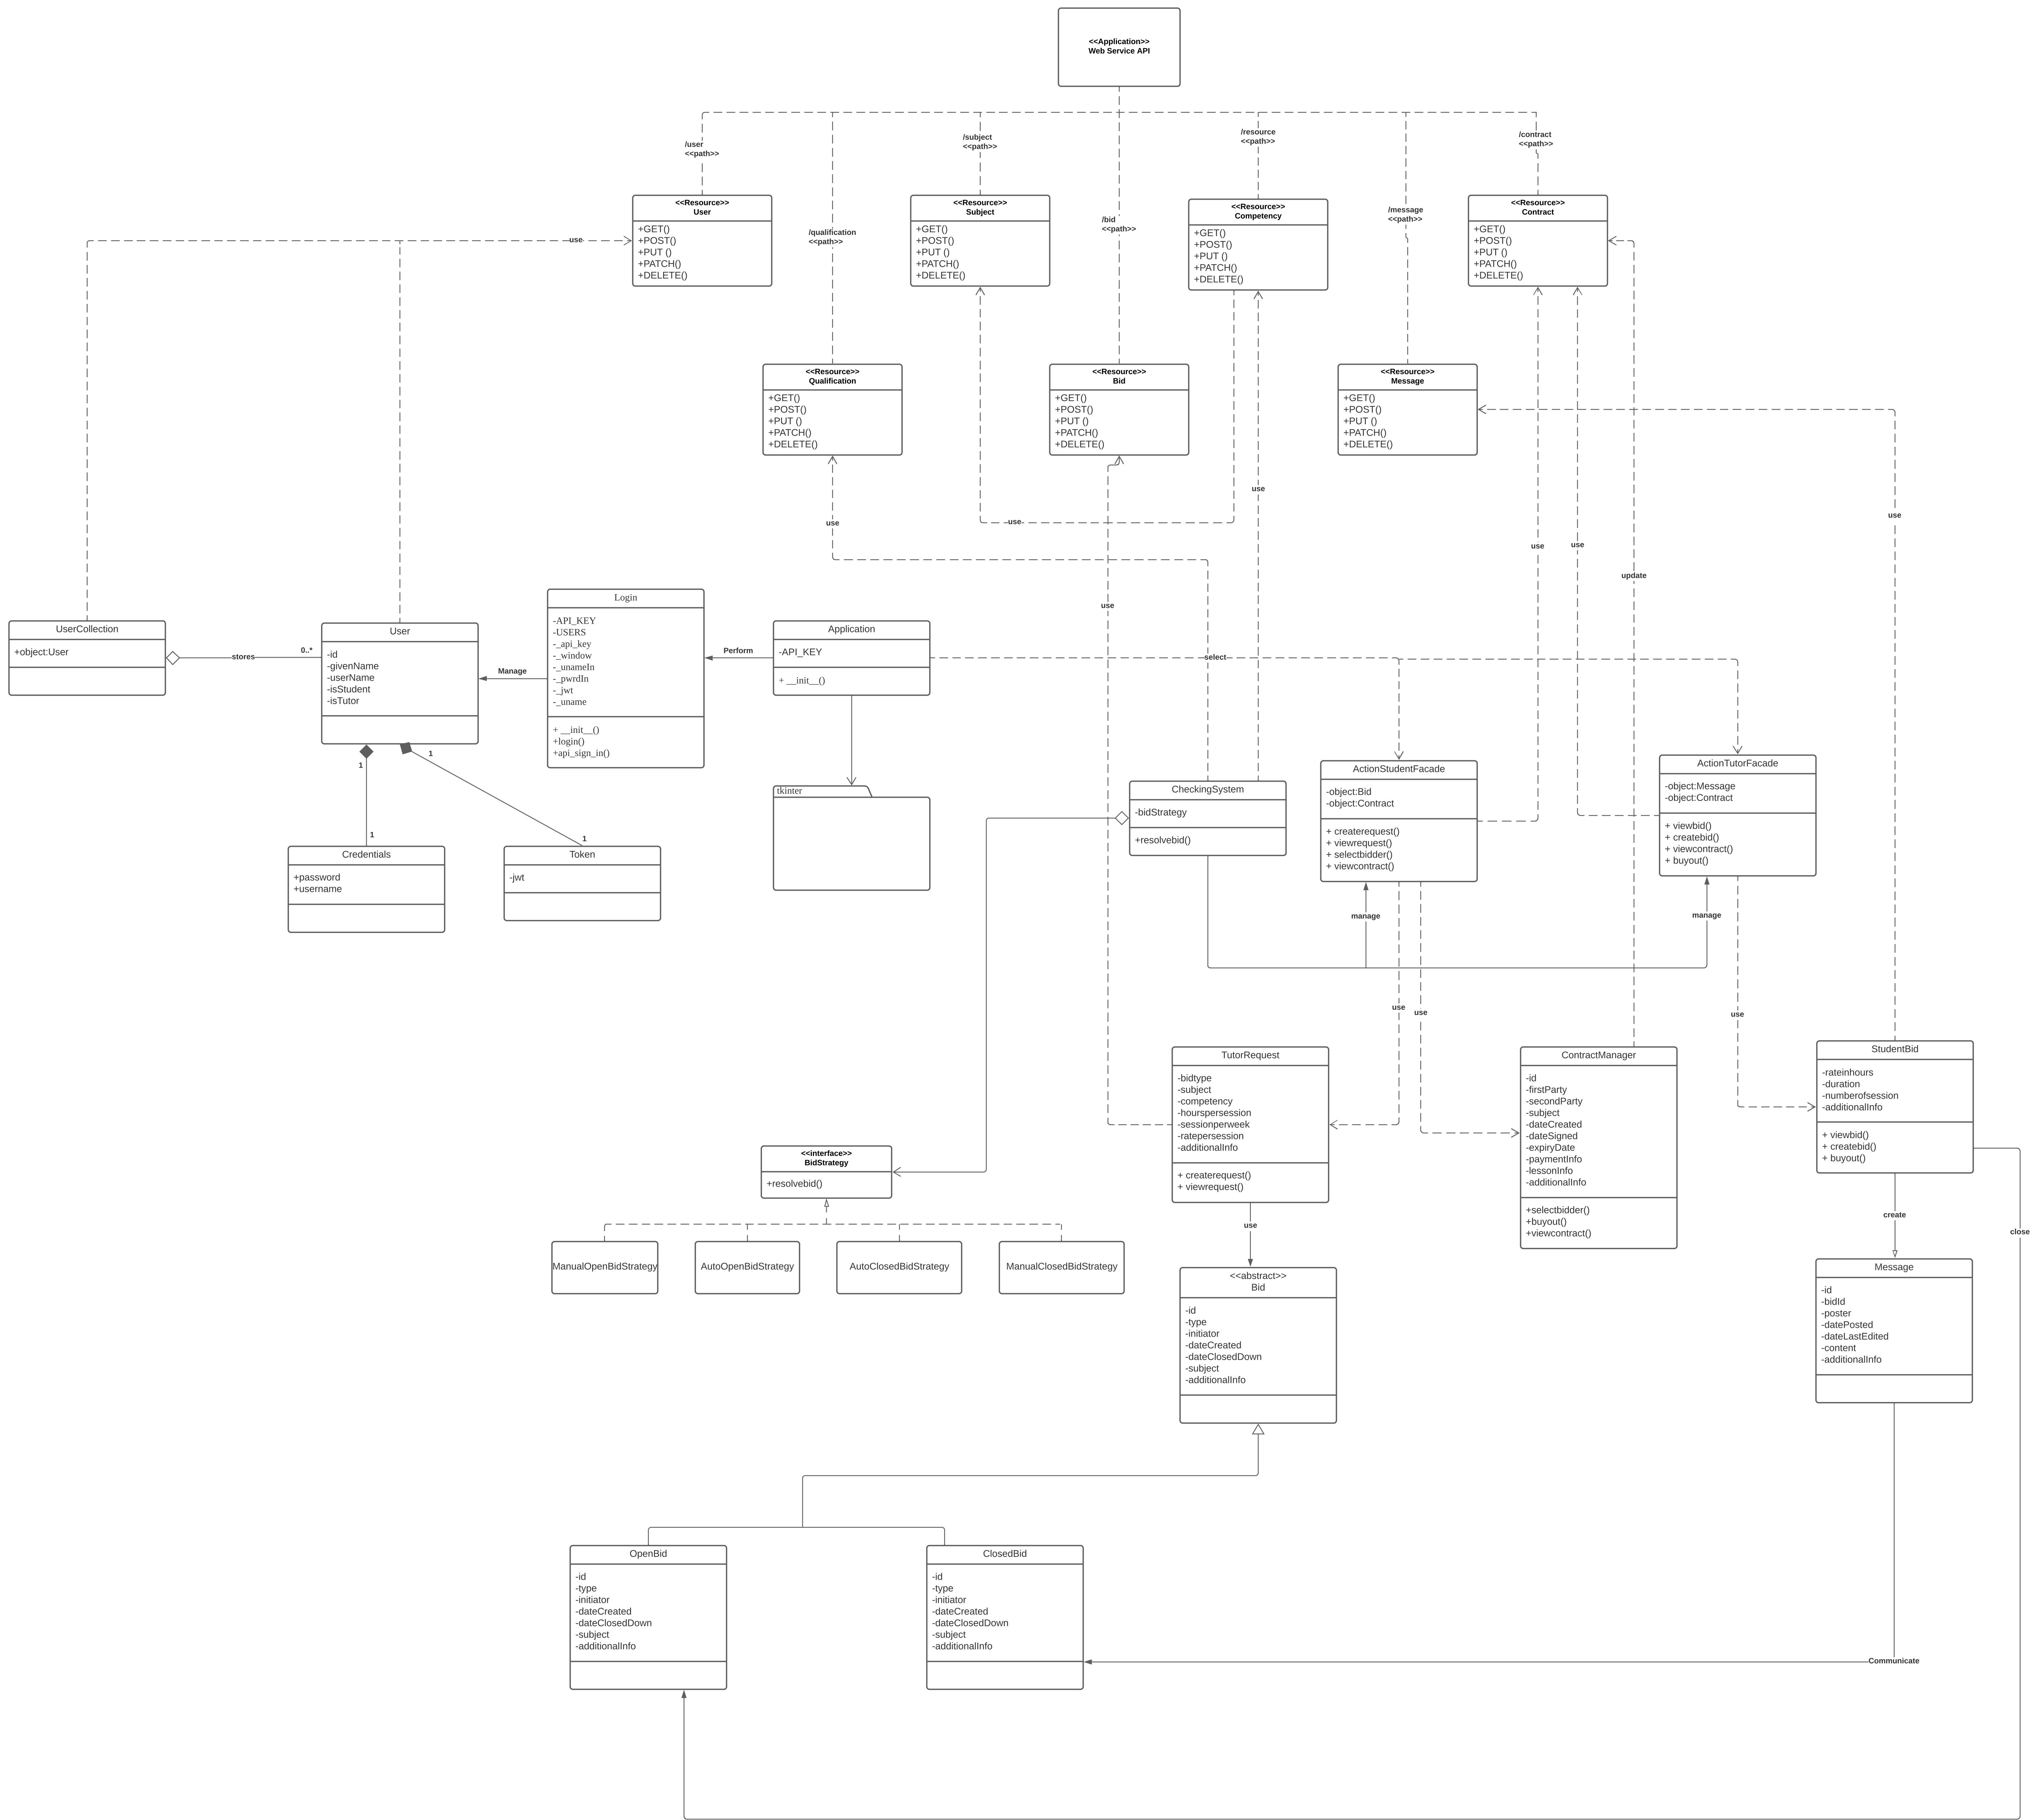 <<Application>>
Web Service API
/user
<<path>>
/subject
<<path>>
/resource
<<path>>
/contract
<<path>>
/qualification
<<path>>
/bid
<<path>>
/message
<<path>>
<<Resource>>
User
+GET()
+POST()
+PUT ()
+PATCH()
+DELETE()
<<Resource>>
Subject
+GET()
+POST()
+PUT ()
+PATCH()
+DELETE()
<<Resource>>
Competency
+GET()
+POST()
+PUT ()
+PATCH()
+DELETE()
<<Resource>>
Contract
+GET()
+POST()
+PUT ()
+PATCH()
+DELETE()
use
<<Resource>>
Qualification
+GET()
+POST()
+PUT ()
+PATCH()
+DELETE()
<<Resource>>
Bid
+GET()
+POST()
+PUT ()
+PATCH()
+DELETE()
<<Resource>>
Message
+GET()
+POST()
+PUT ()
+PATCH()
+DELETE()
use
use
use
use
use
use
use
update
use
UserCollection
+object:User
stores
0..*
User
-id
-givenName
-userName
-isStudent
-isTutor
Manage
Login
-API_KEY
-USERS
-_api_key
-_window
-_unameIn
-_pwrdIn
-_jwt
-_uname
+ __init__()
+login()
+api_sign_in()
Perform
Application
-API_KEY
+ __init__()
select
1
1
1
1
Credentials
+password
+username
Token
-jwt
tkinter
CheckingSystem
-bidStrategy
+resolvebid()
ActionStudentFacade
-object:Bid
-object:Contract
+ createrequest()
+ viewrequest()
+ selectbidder()
+ viewcontract()
ActionTutorFacade
-object:Message
-object:Contract
+ viewbid()
+ createbid()
+ viewcontract()
+ buyout()
manage
manage
use
use
use
TutorRequest
-bidtype
-subject
-competency
-hourspersession
-sessionperweek
-ratepersession
-additionalInfo
+ createrequest()
+ viewrequest()
ContractManager
-id
-firstParty
-secondParty
-subject
-dateCreated
-dateSigned
-expiryDate
-paymentInfo
-lessonInfo
-additionalInfo
+selectbidder()
+buyout()
+viewcontract()
StudentBid
-rateinhours
-duration
-numberofsession
-additionalInfo
+ viewbid()
+ createbid()
+ buyout()
<<interface>>
BidStrategy
+resolvebid()
ManualOpenBidStrategy
AutoOpenBidStrategy
AutoClosedBidStrategy
ManualClosedBidStrategy
use
create
close
<<abstract>>
Bid
-id
-type
-initiator
-dateCreated
-dateClosedDown
-subject
-additionalInfo
Message
-id
-bidId
-poster
-datePosted
-dateLastEdited
-content
-additionalInfo
OpenBid
-id
-type
-initiator
-dateCreated
-dateClosedDown
-subject
-additionalInfo
ClosedBid
-id
-type
-initiator
-dateCreated
-dateClosedDown
-subject
-additionalInfo
Communicate